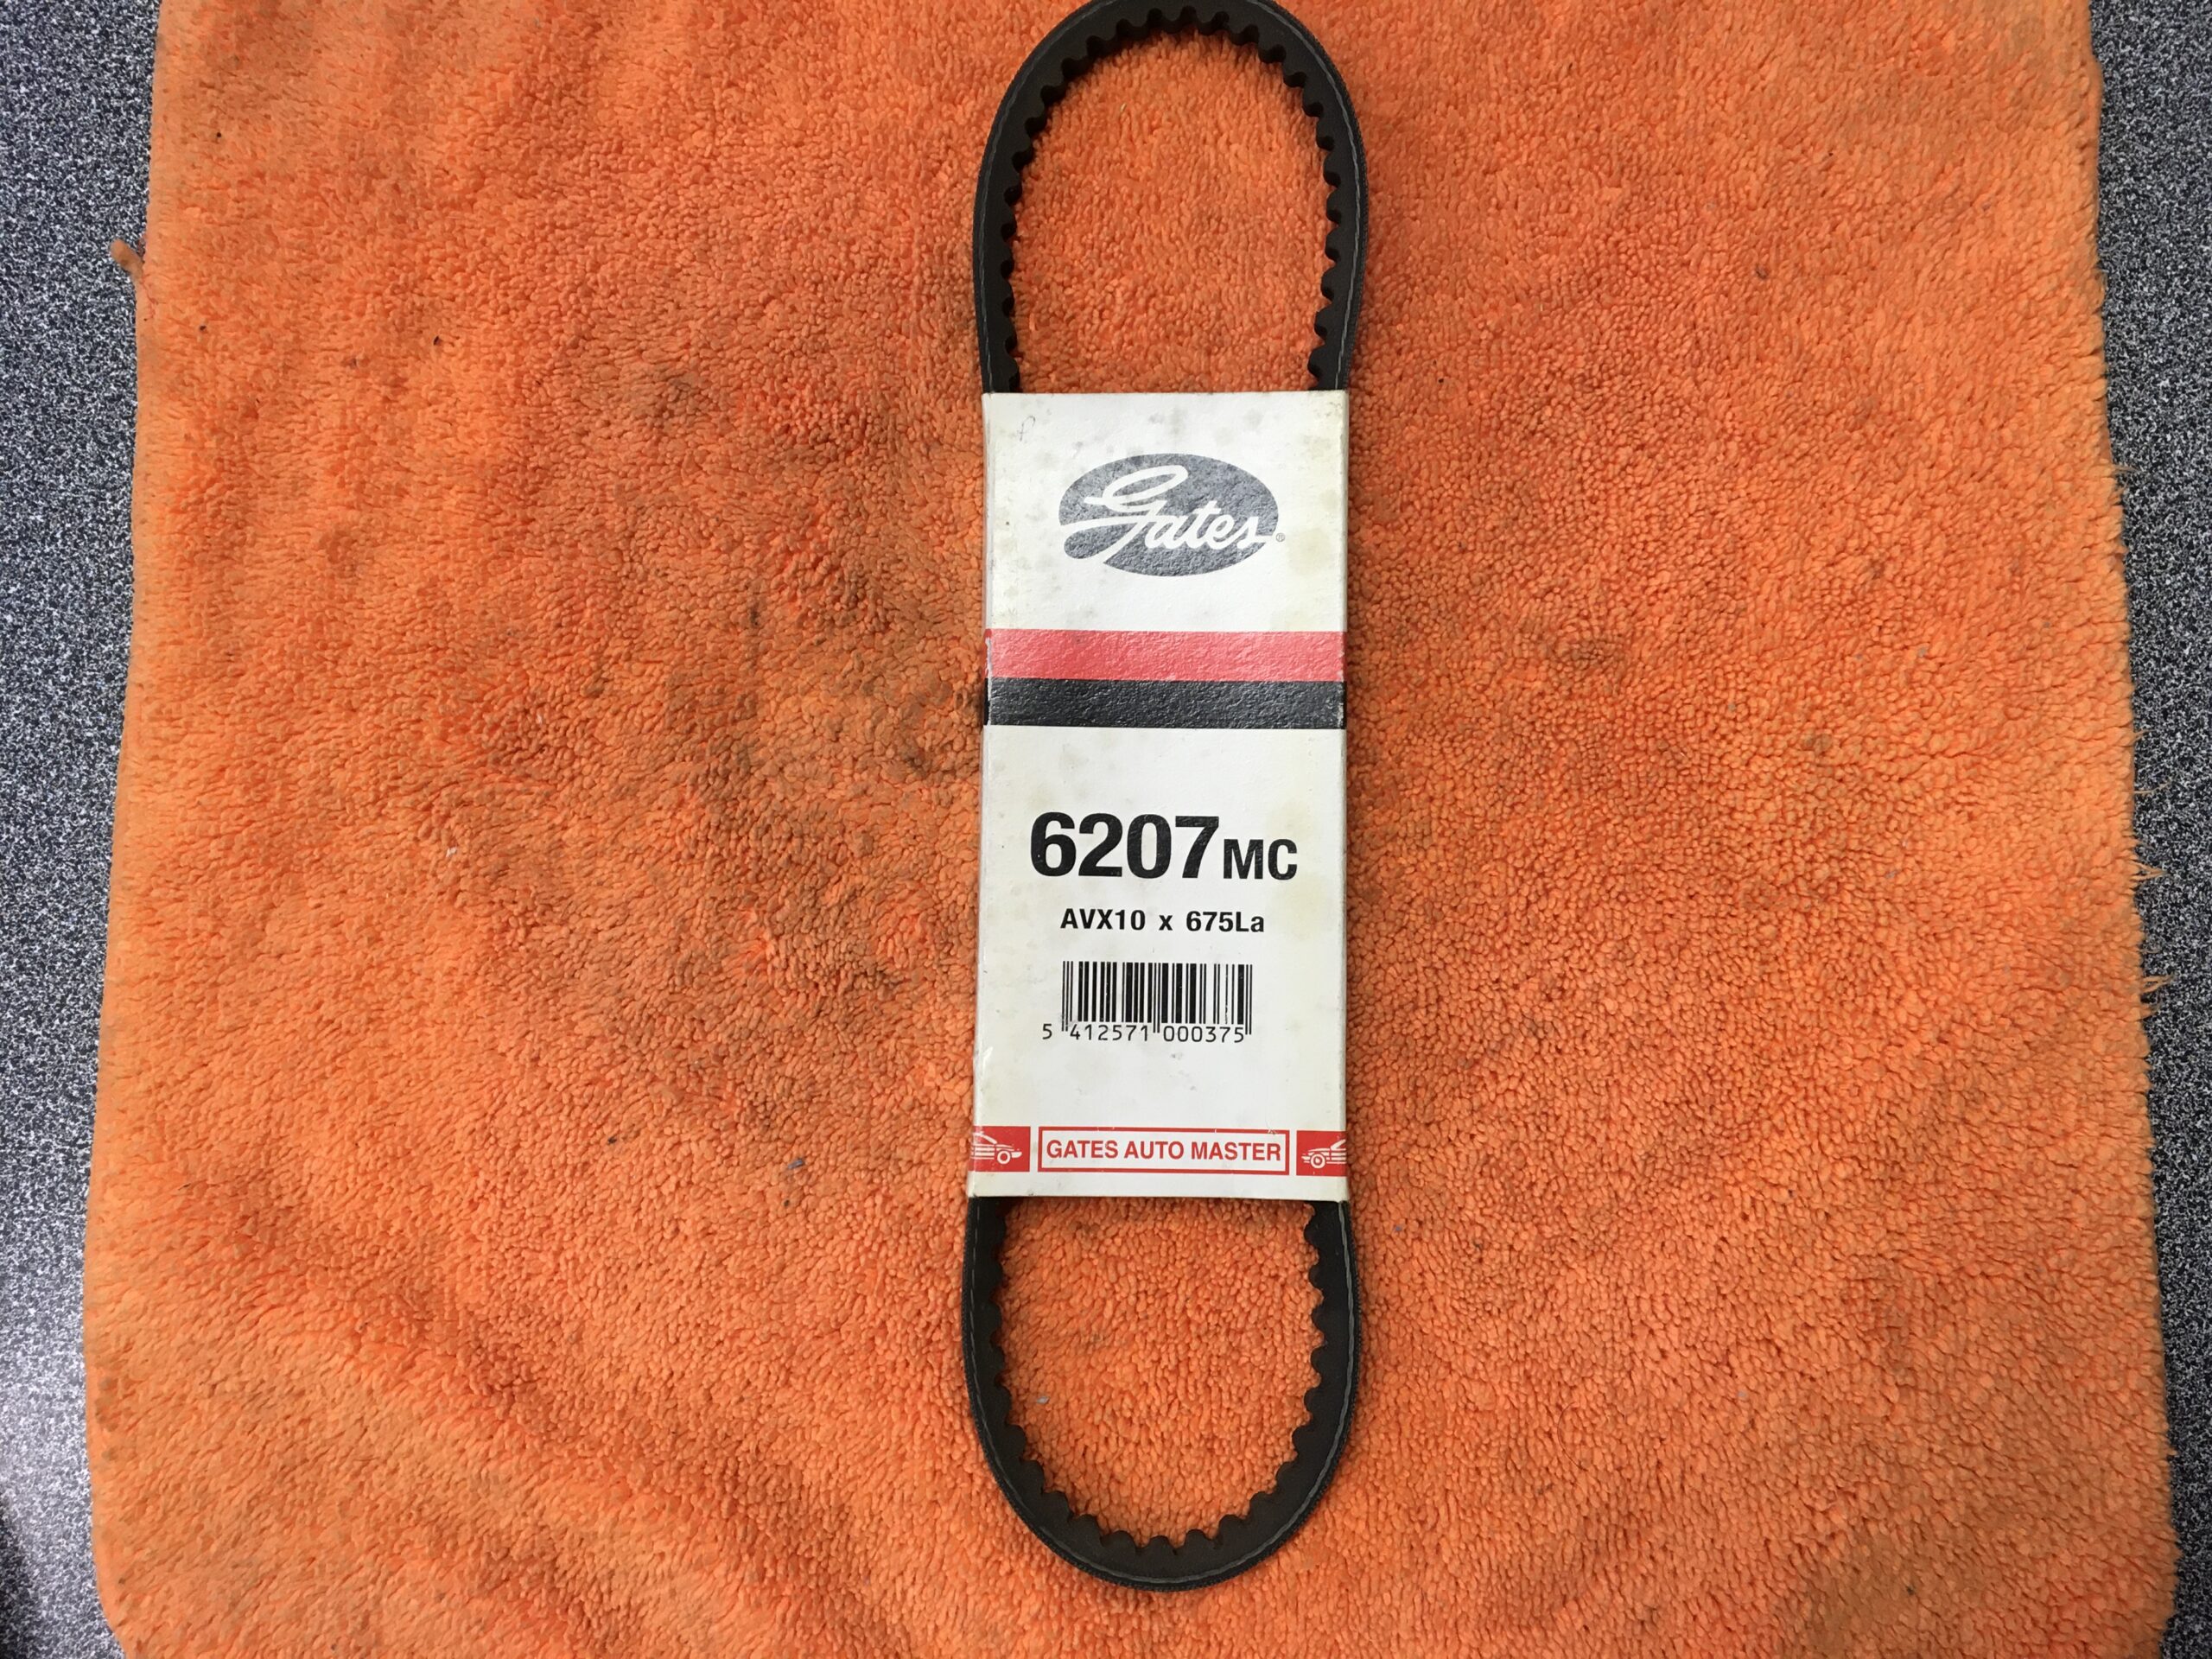 Gates®
6207MC
AVX10 x 675La
5 412571 000375
GATES AUTO MASTER